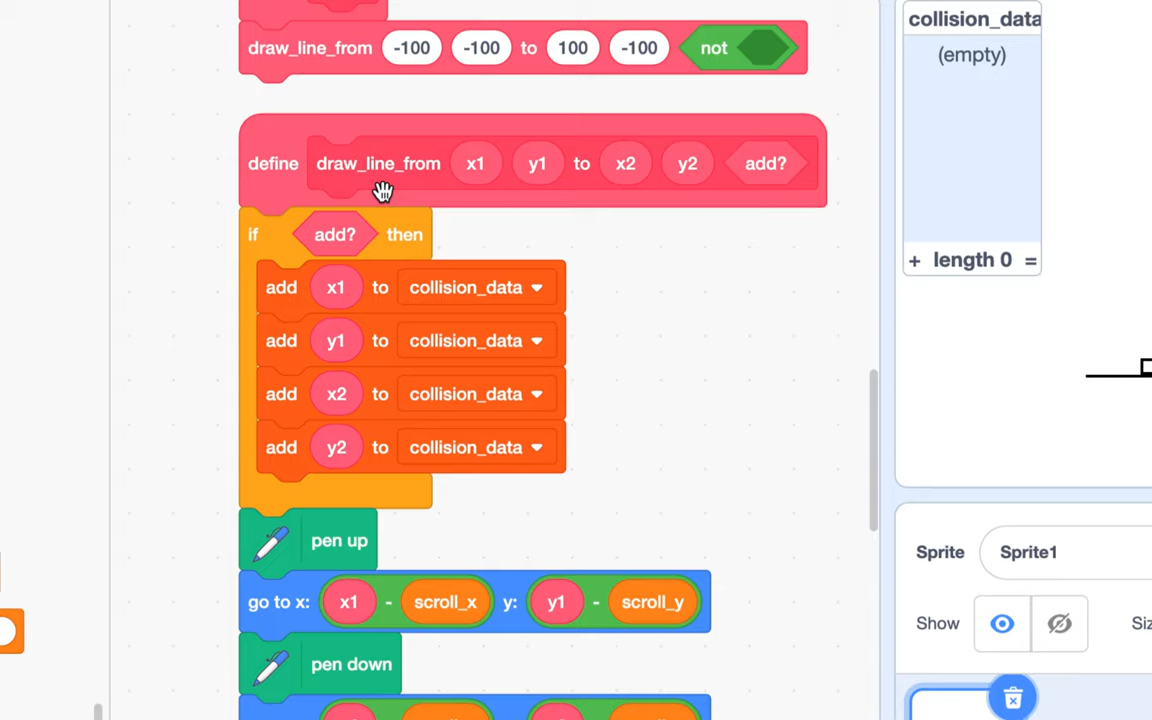 draw_line_from -100 -100 to 100 -100 not
define draw_line_from x1 y1 to x2 y2 add?
if add? then
add x1 to collision_data
add y1 to collision_data
add x2 to collision_data
add y2 to collision_data
pen up
go to x: x1 - scroll_x y: y1 - scroll_y
pen down
collision_data
(empty)
+ length 0 =
Sprite Sprite1
Show